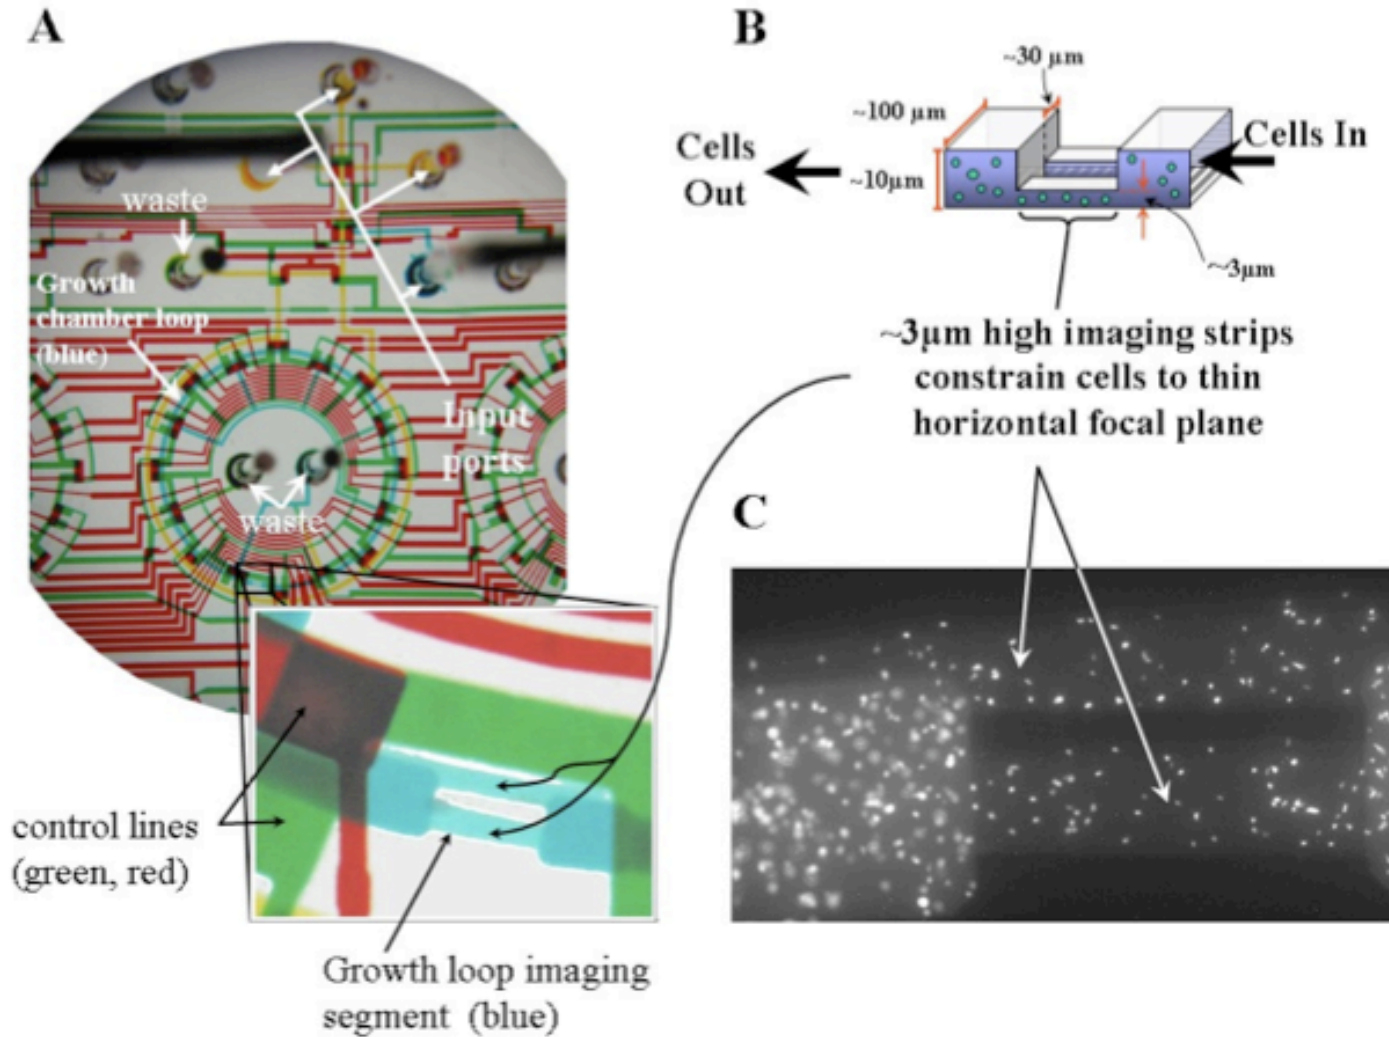 A
waste
Growth
chamber loop
(blue)
Input
ports
waste
control lines
(green, red)
Growth loop imaging
segment (blue)
B
~30 µm
~100 µm
Cells In
Cells
Out
~10µm
~3µm
~3µm high imaging strips
constrain cells to thin
horizontal focal plane
C